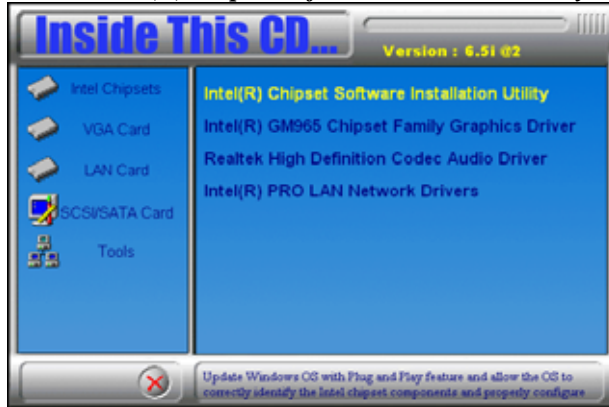 Inside This CD...
Version : 6.5i @2
Intel Chipsets
VGA Card
LAN Card
SCSI/SATA Card
Tools
Intel(R) Chipset Software Installation Utility
Intel(R) GM965 Chipset Family Graphics Driver
Realtek High Definition Codec Audio Driver
Intel(R) PRO LAN Network Drivers
Update Windows OS with Plug and Play feature and allow the OS to
correctly identify the Intel chipset components and properly configure